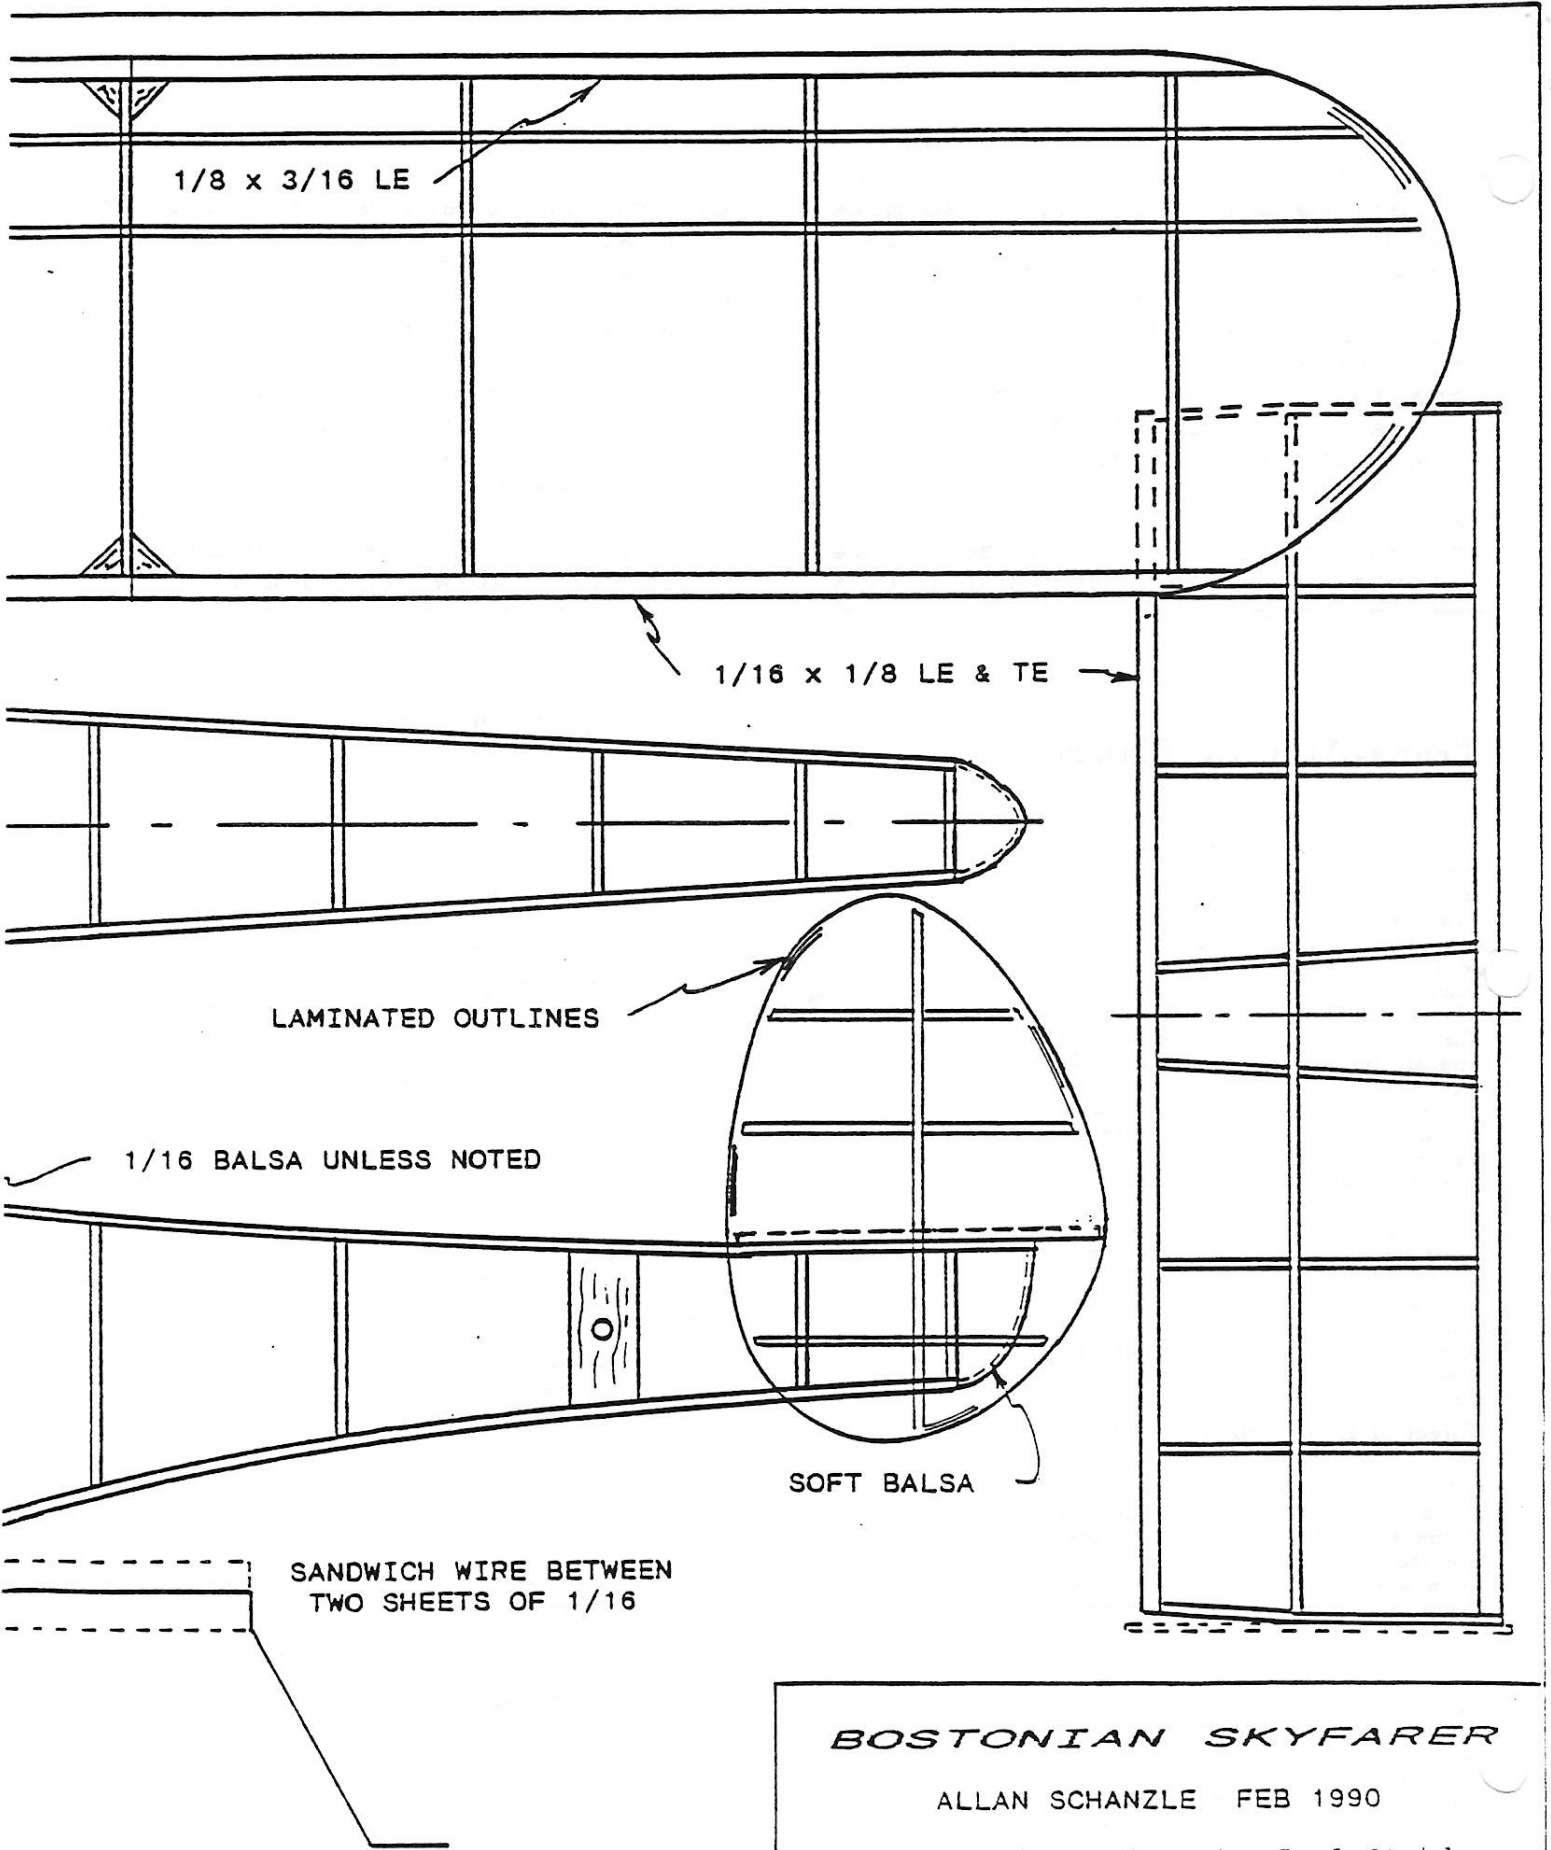 1/8 x 3/16 LE
1/16 x 1/8 LE & TE
LAMINATED OUTLINES
1/16 BALSA UNLESS NOTED
SOFT BALSA
SANDWICH WIRE BETWEEN
TWO SHEETS OF 1/16
BOSTONIAN SKYFARER
ALLAN SCHANZLE FEB 1990